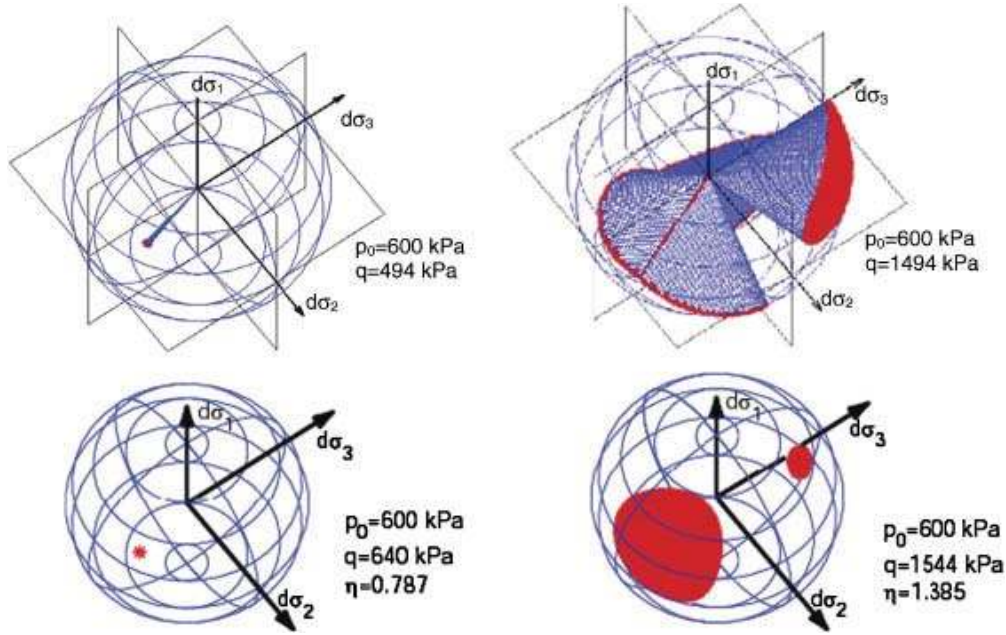 dσ₁
dσ₃
dσ₂
p₀=600 kPa
q=494 kPa
dσ₁
dσ₃
dσ₂
p₀=600 kPa
q=1494 kPa
dσ₁
dσ₃
dσ₂
p₀=600 kPa
q=640 kPa
η=0.787
dσ₁
dσ₃
dσ₂
p₀=600 kPa
q=1544 kPa
η=1.385